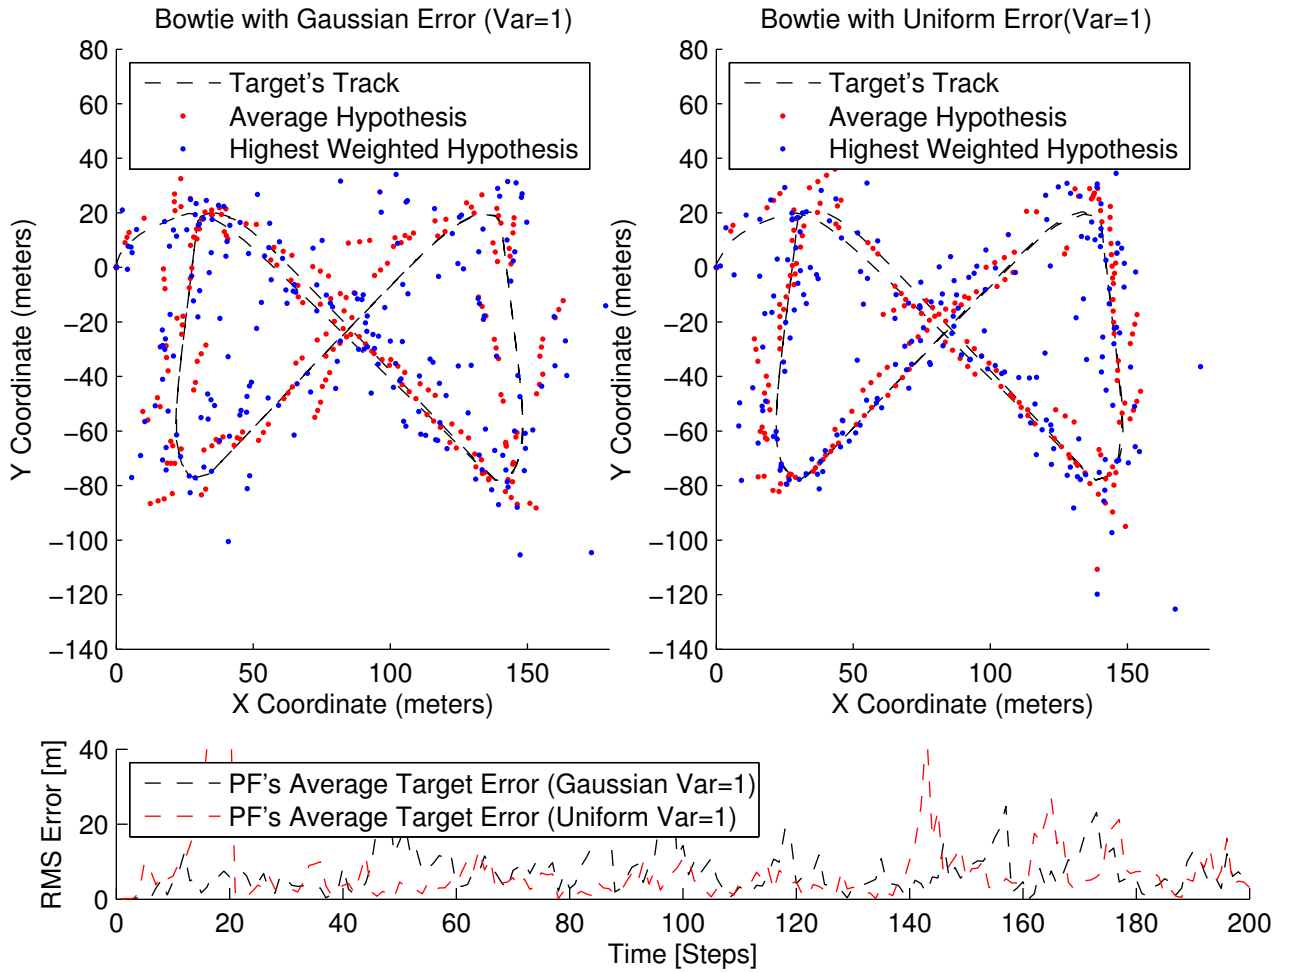 Bowtie with Gaussian Error (Var=1)
Bowtie with Uniform Error(Var=1)
80
60
40
20
0
−20
−40
−60
−80
−100
−120
−140
Y Coordinate (meters)
Target's Track
Average Hypothesis
Highest Weighted Hypothesis
0
50
100
150
X Coordinate (meters)
80
60
40
20
0
−20
−40
−60
−80
−100
−120
−140
Y Coordinate (meters)
Target's Track
Average Hypothesis
Highest Weighted Hypothesis
0
50
100
150
X Coordinate (meters)
40
20
0
RMS Error [m]
PF's Average Target Error (Gaussian Var=1)
PF's Average Target Error (Uniform Var=1)
0
20
40
60
80
100
120
140
160
180
200
Time [Steps]